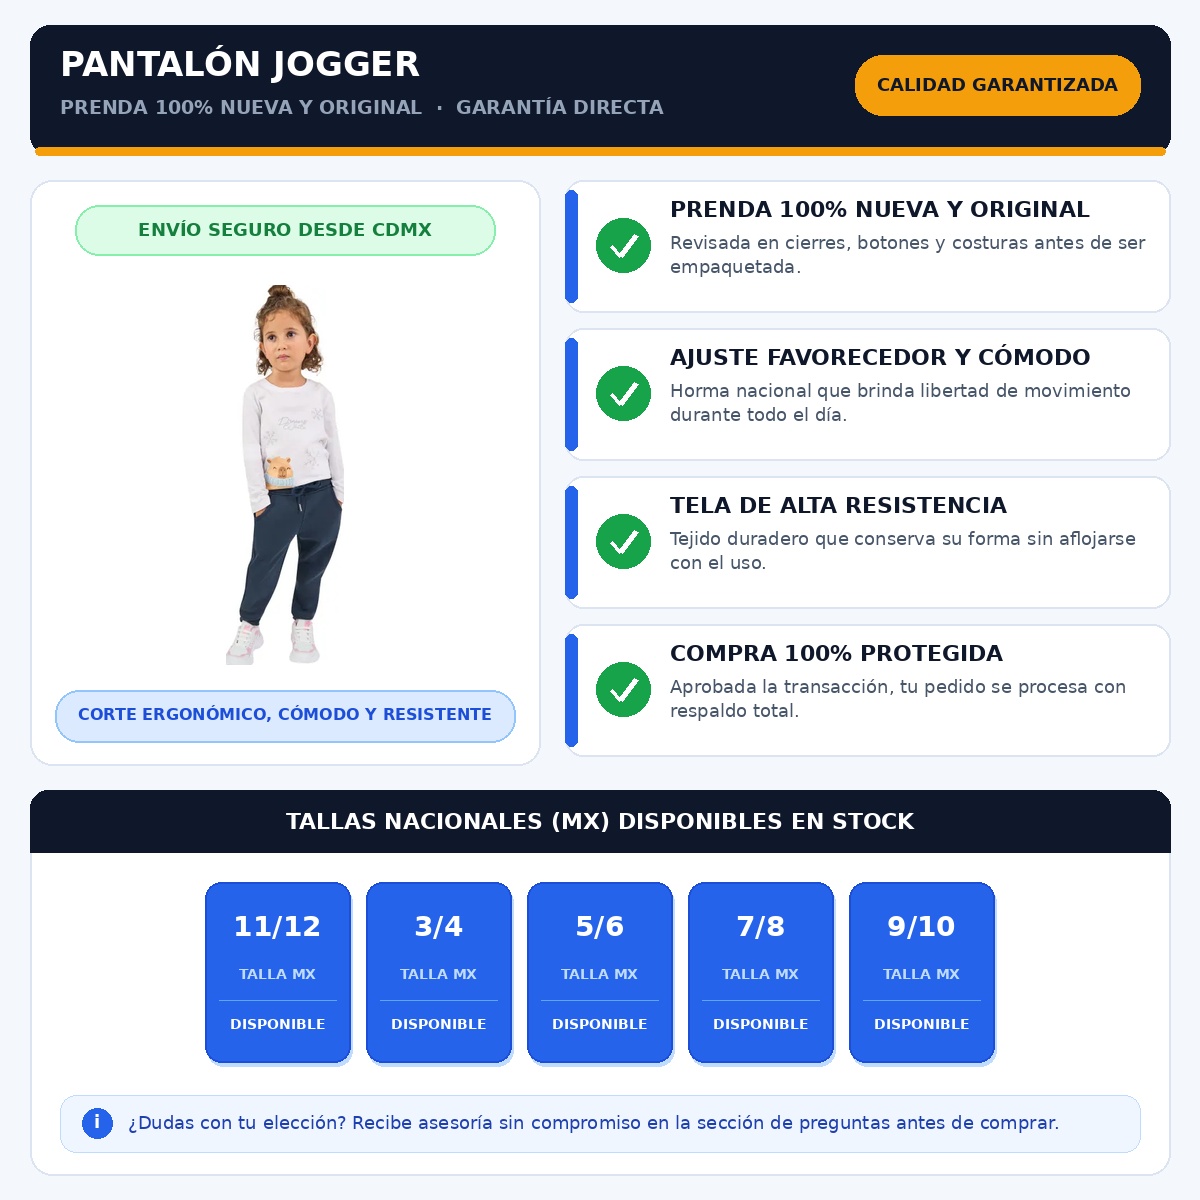 PANTALÓN JOGGER
PRENDA 100% NUEVA Y ORIGINAL · GARANTÍA DIRECTA
CALIDAD GARANTIZADA
ENVÍO SEGURO DESDE CDMX
CORTE ERGONÓMICO, CÓMODO Y RESISTENTE
PRENDA 100% NUEVA Y ORIGINAL
Revisada en cierres, botones y costuras antes de ser
empaquetada.
AJUSTE FAVORECEDOR Y CÓMODO
Horma nacional que brinda libertad de movimiento
durante todo el día.
TELA DE ALTA RESISTENCIA
Tejido duradero que conserva su forma sin aflojarse
con el uso.
COMPRA 100% PROTEGIDA
Aprobada la transacción, tu pedido se procesa con
respaldo total.
TALLAS NACIONALES (MX) DISPONIBLES EN STOCK
11/12
TALLA MX
DISPONIBLE
3/4
TALLA MX
DISPONIBLE
5/6
TALLA MX
DISPONIBLE
7/8
TALLA MX
DISPONIBLE
9/10
TALLA MX
DISPONIBLE
i ¿Dudas con tu elección? Recibe asesoría sin compromiso en la sección de preguntas antes de comprar.